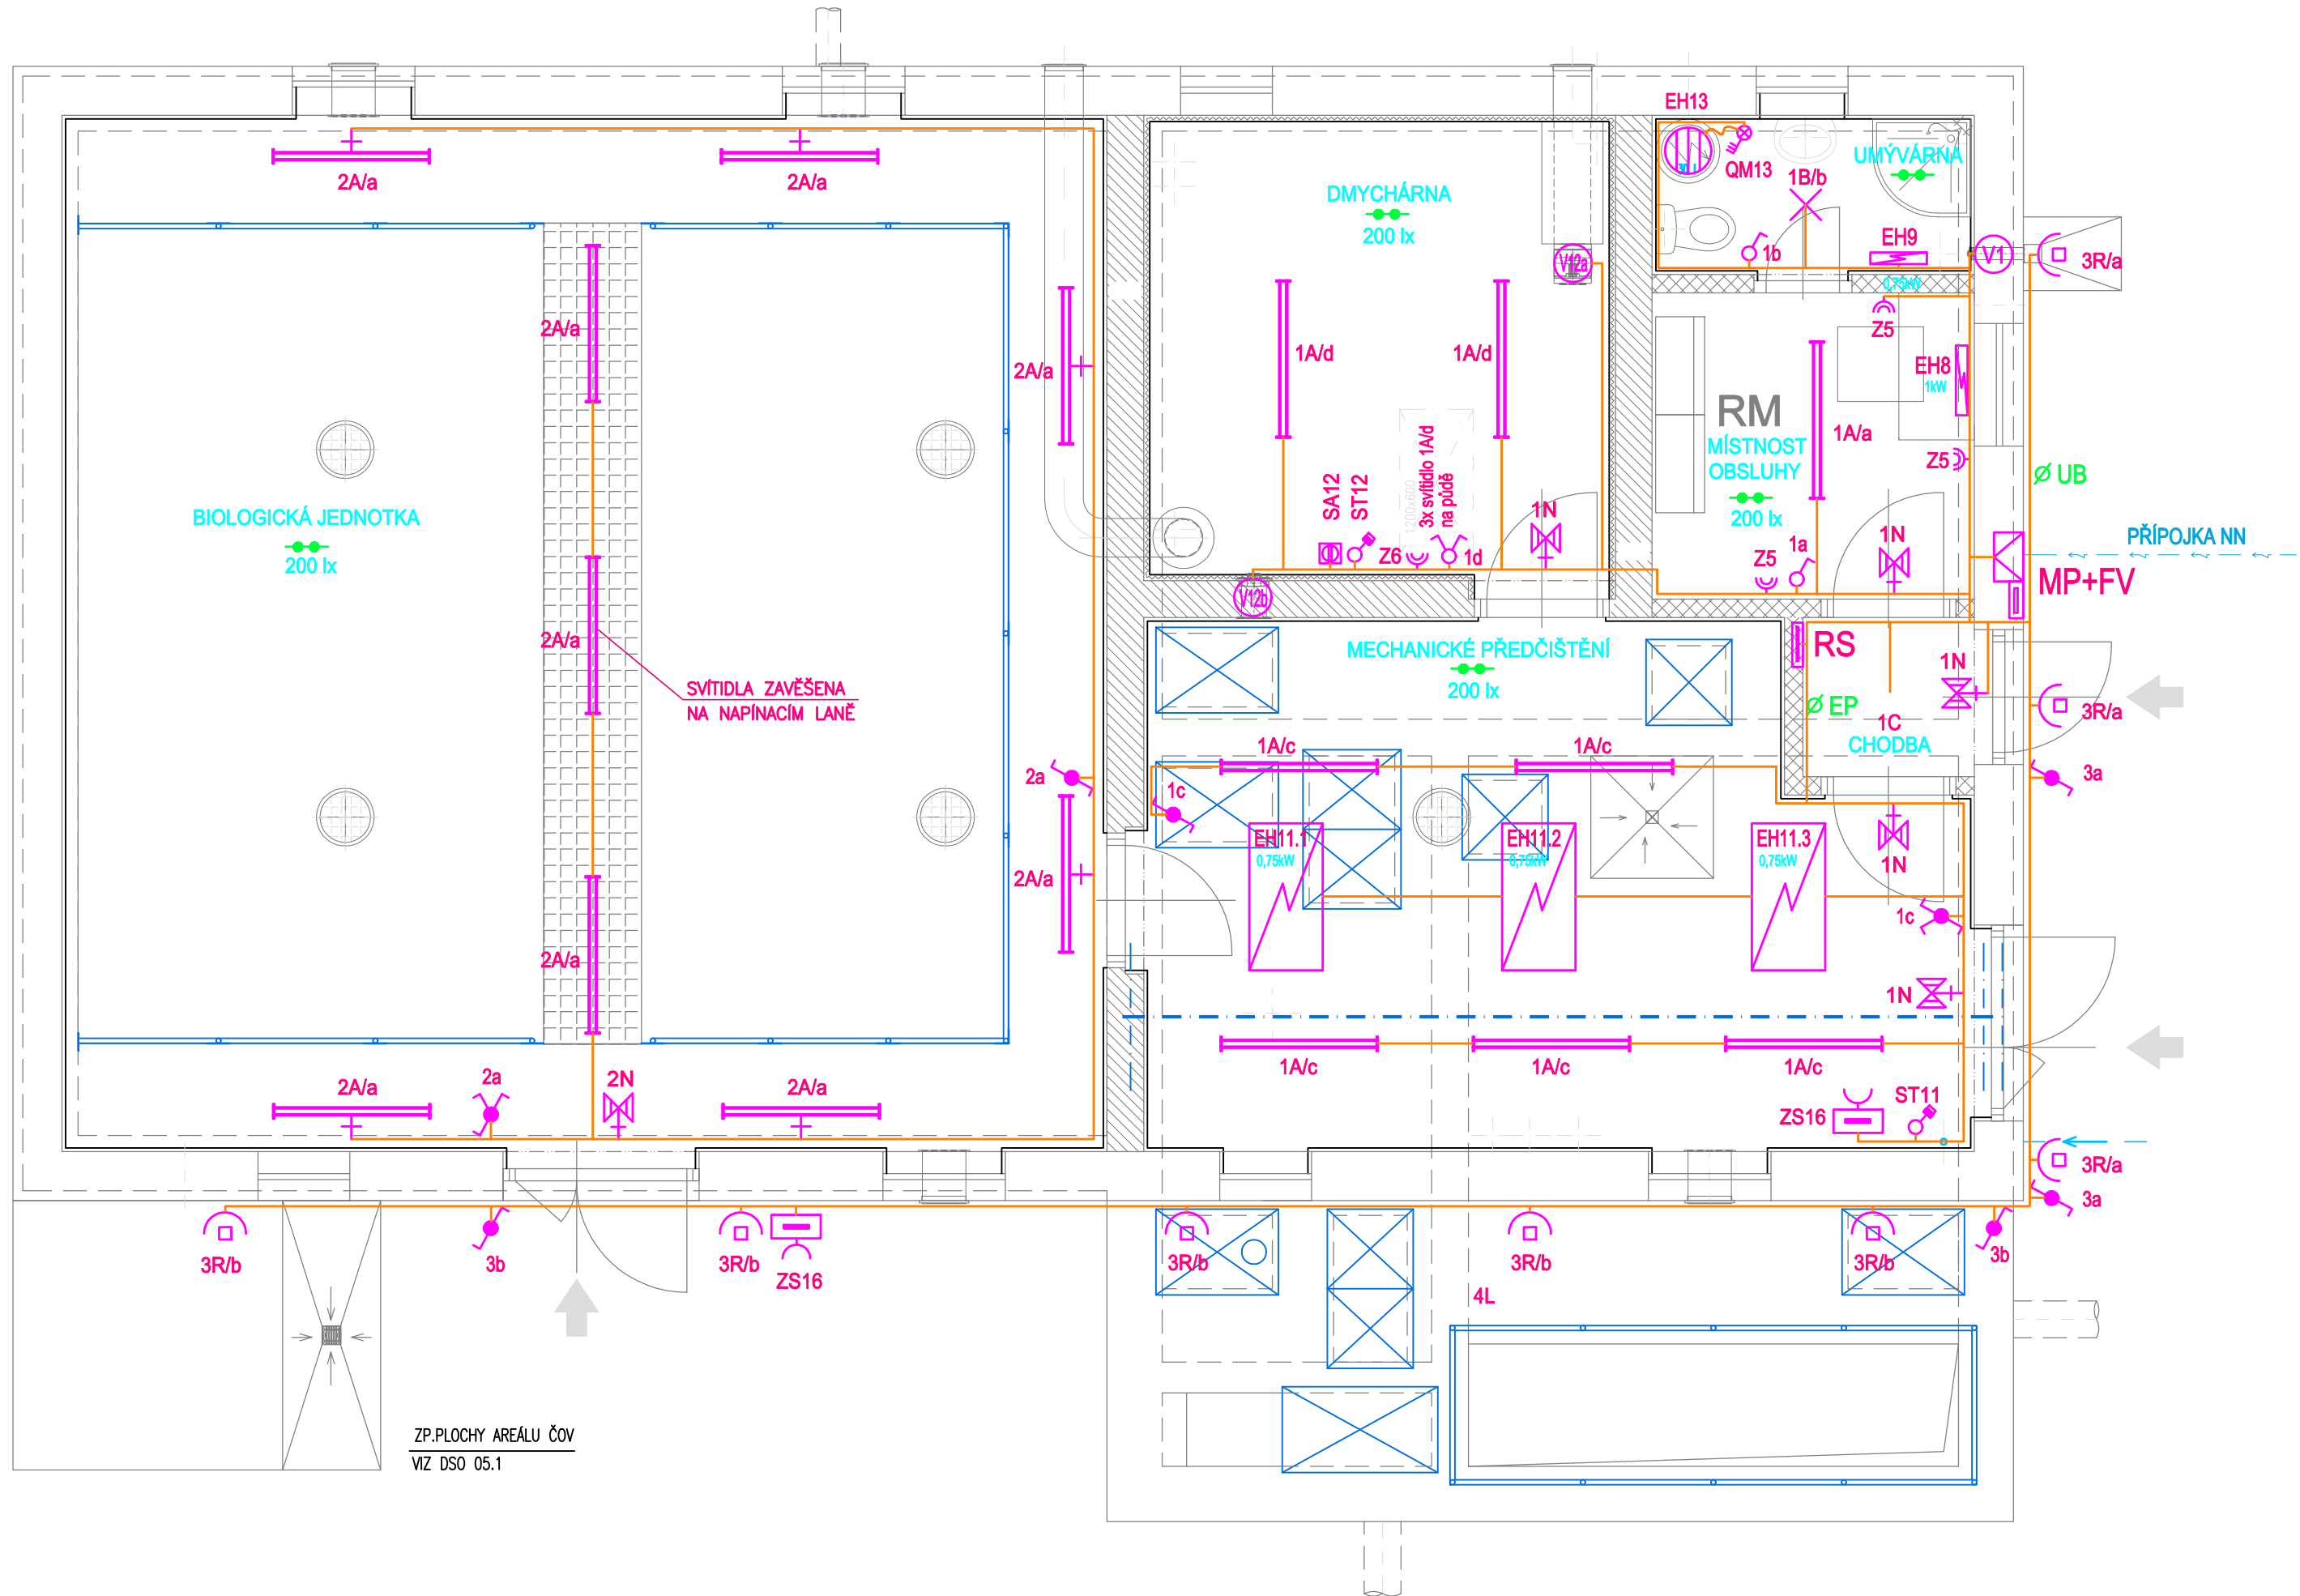 EH13
QM13
30 l
1B/b
UMÝVÁRNA
1b
EH9
0,75kW
V1
3R/a
2A/a
2A/a
DMYCHÁRNA
200 lx
V12a
2A/a
2A/a
1A/d
1A/d
Z5
EH8
1kW
RM
MÍSTNOST
OBSLUHY
200 lx
1A/a
Z5
UB
BIOLOGICKÁ JEDNOTKA
200 lx
SA12
ST12
Z6
1200x600
3x svítidlo 1A/d
na půdě
1d
1N
Z5
1a
1N
PŘÍPOJKA NN
MP+FV
V12b
2A/a
MECHANICKÉ PŘEDČIŠTĚNÍ
200 lx
RS
1N
EP
1C
CHODBA
3R/a
SVÍTIDLA ZAVĚŠENA
NA NAPÍNACÍM LANĚ
1A/c
1A/c
2a
1c
3a
EH11.1
0,75kW
EH11.2
0,75kW
EH11.3
0,75kW
1N
2A/a
1c
2A/a
1N
1A/c
1A/c
1A/c
2A/a
2a
2N
2A/a
ZS16
ST11
3R/a
3a
3R/b
3b
3R/b
ZS16
3R/b
3R/b
3R/b
3b
4L
ZP.PLOCHY AREÁLU ČOV
VIZ DSO 05.1